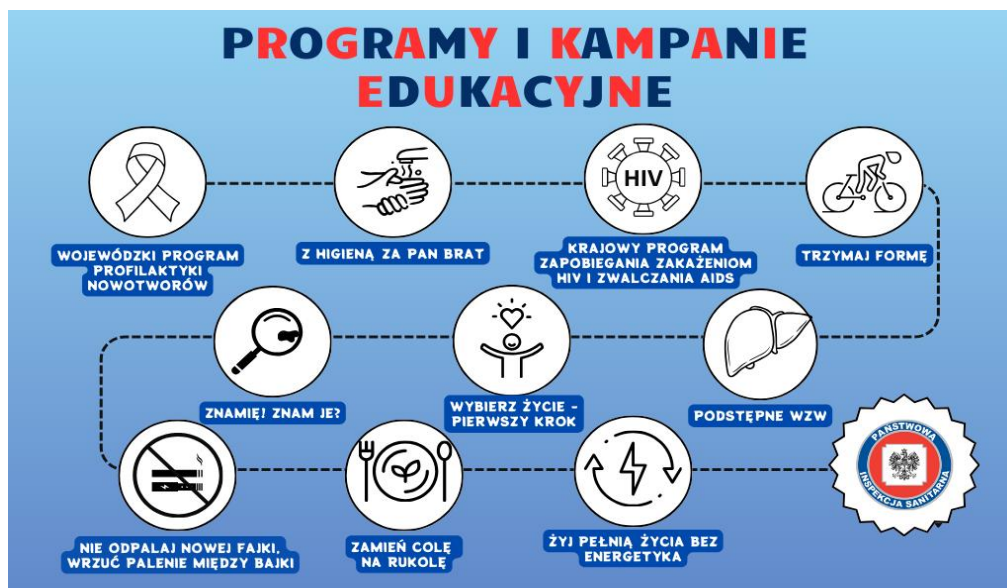 PROGRAMY I KAMPANIE
EDUKACYJNE
WOJEWÓDZKI PROGRAM
PROFILAKTYKI
NOWOTWORÓW
Z HIGIENĄ ZA PAN BRAT
HIV
KRAJOWY PROGRAM
ZAPOBIEGANIA ZAKAŻENIOM
HIV I ZWALCZANIA AIDS
TRZYMAJ FORMĘ
ZNAMIĘ! ZNAM JE?
WYBIERZ ŻYCIE -
PIERWSZY KROK
PODSTĘPNE WZW
NIE ODPALAJ NOWEJ FAJKI,
WRZUĆ PALENIE MIĘDZY BAJKI
ZAMIEŃ COLĘ
NA RUKOLĘ
ŻYJ PEŁNIĄ ŻYCIA BEZ
ENERGETYKA
PAŃSTWOWA
INSPEKCJA SANITARNA